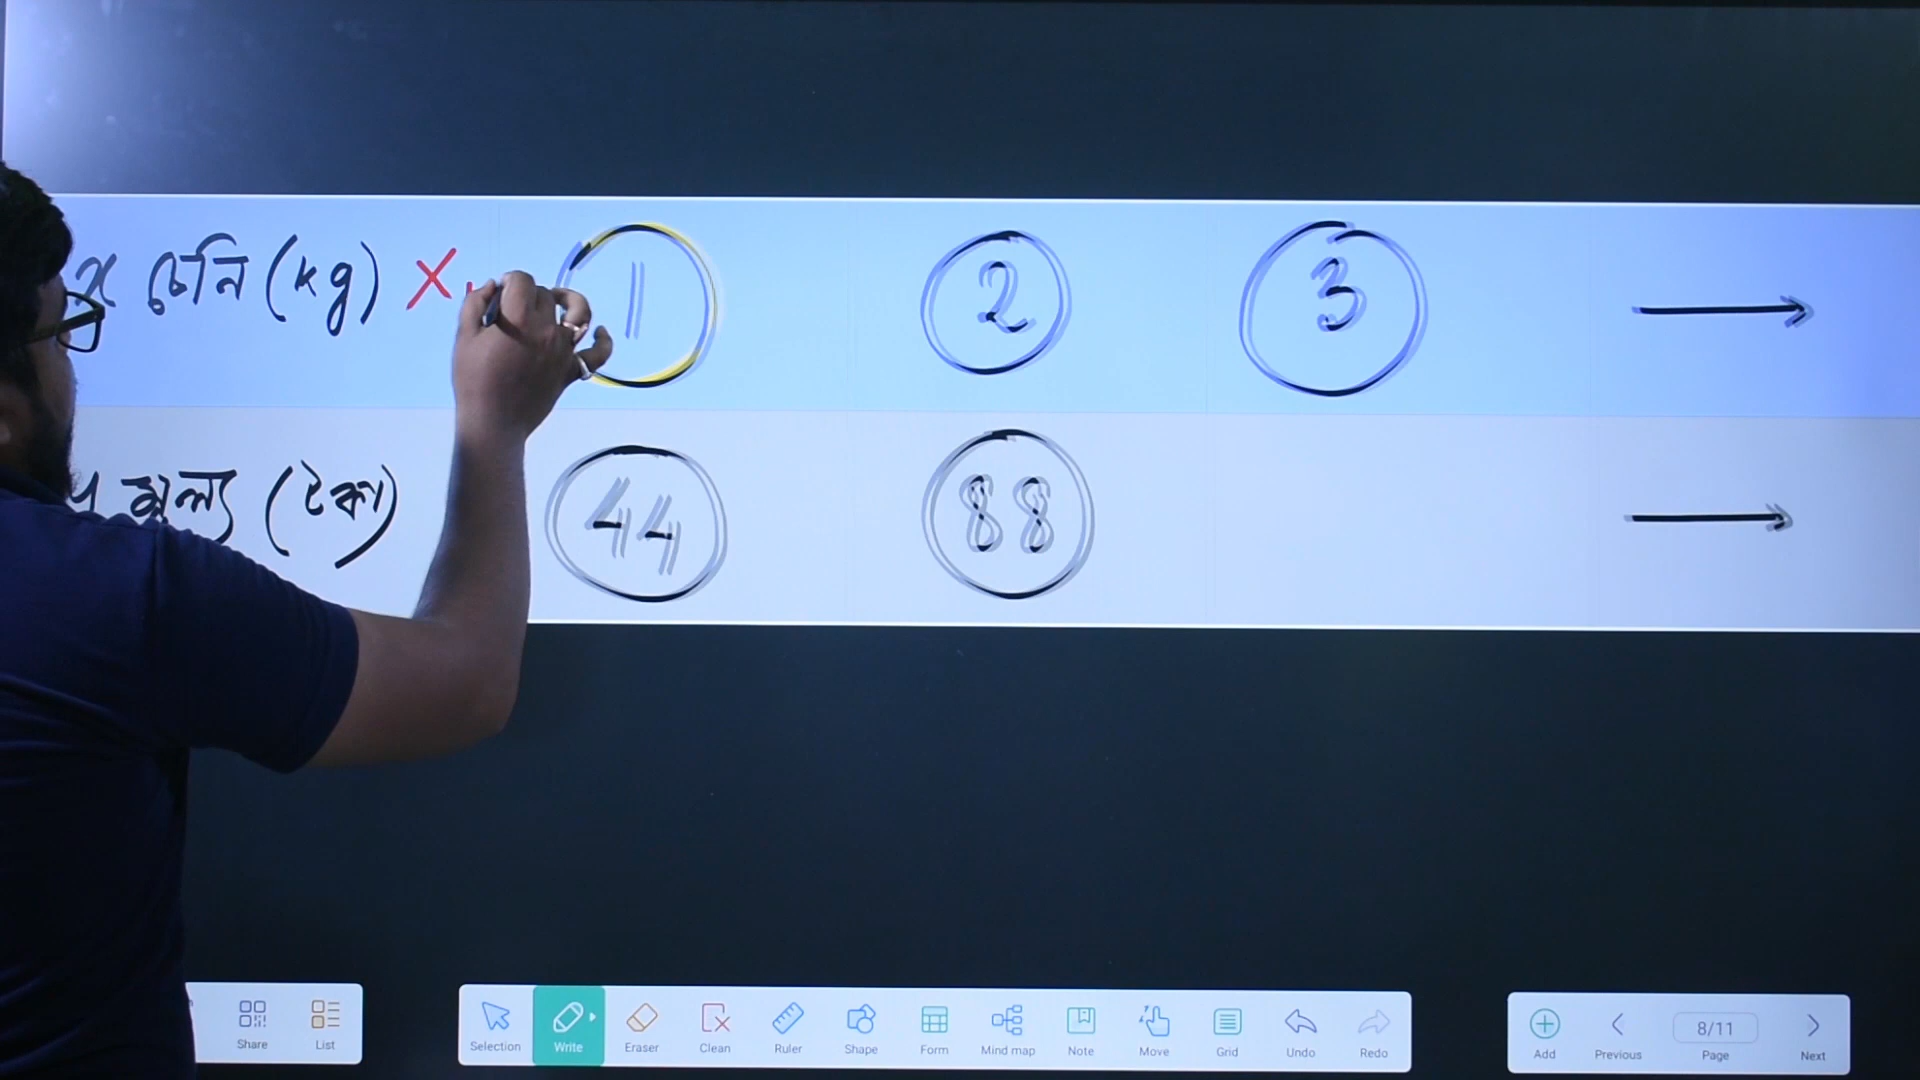 x চেনি (kg) X 1 2 3 →
y মূল্য (টকা) 44 88 →
Share List Selection Write Eraser Clean Ruler Shape Form Mind map Note Move Grid Undo Redo Add Previous 8/11 Page Next